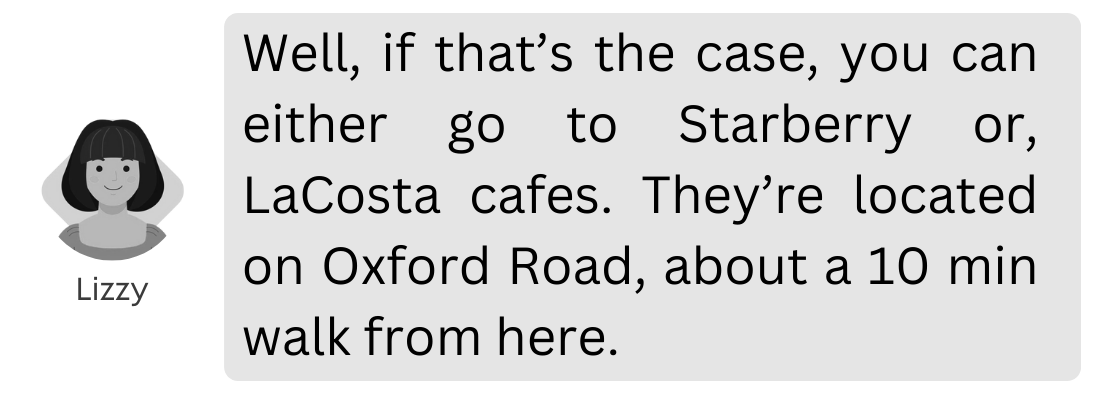 Well, if that’s the case, you can
either go to Starberry or,
LaCosta cafes. They’re located
on Oxford Road, about a 10 min
walk from here.
Lizzy